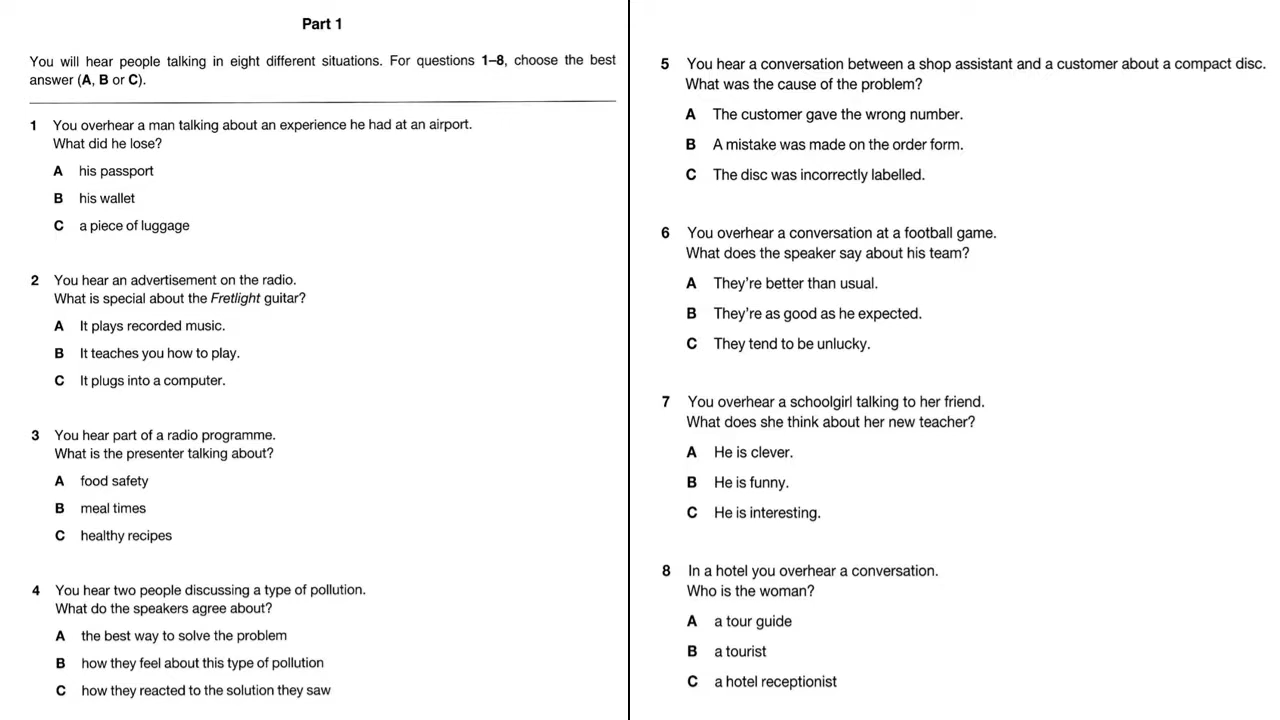 Part 1
You will hear people talking in eight different situations. For questions 1–8, choose the best
answer (A, B or C).
1 You overhear a man talking about an experience he had at an airport.
What did he lose?
A his passport
B his wallet
C a piece of luggage
2 You hear an advertisement on the radio.
What is special about the Fretlight guitar?
A It plays recorded music.
B It teaches you how to play.
C It plugs into a computer.
3 You hear part of a radio programme.
What is the presenter talking about?
A food safety
B meal times
C healthy recipes
4 You hear two people discussing a type of pollution.
What do the speakers agree about?
A the best way to solve the problem
B how they feel about this type of pollution
C how they reacted to the solution they saw
5 You hear a conversation between a shop assistant and a customer about a compact disc.
What was the cause of the problem?
A The customer gave the wrong number.
B A mistake was made on the order form.
C The disc was incorrectly labelled.
6 You overhear a conversation at a football game.
What does the speaker say about his team?
A They're better than usual.
B They're as good as he expected.
C They tend to be unlucky.
7 You overhear a schoolgirl talking to her friend.
What does she think about her new teacher?
A He is clever.
B He is funny.
C He is interesting.
8 In a hotel you overhear a conversation.
Who is the woman?
A a tour guide
B a tourist
C a hotel receptionist